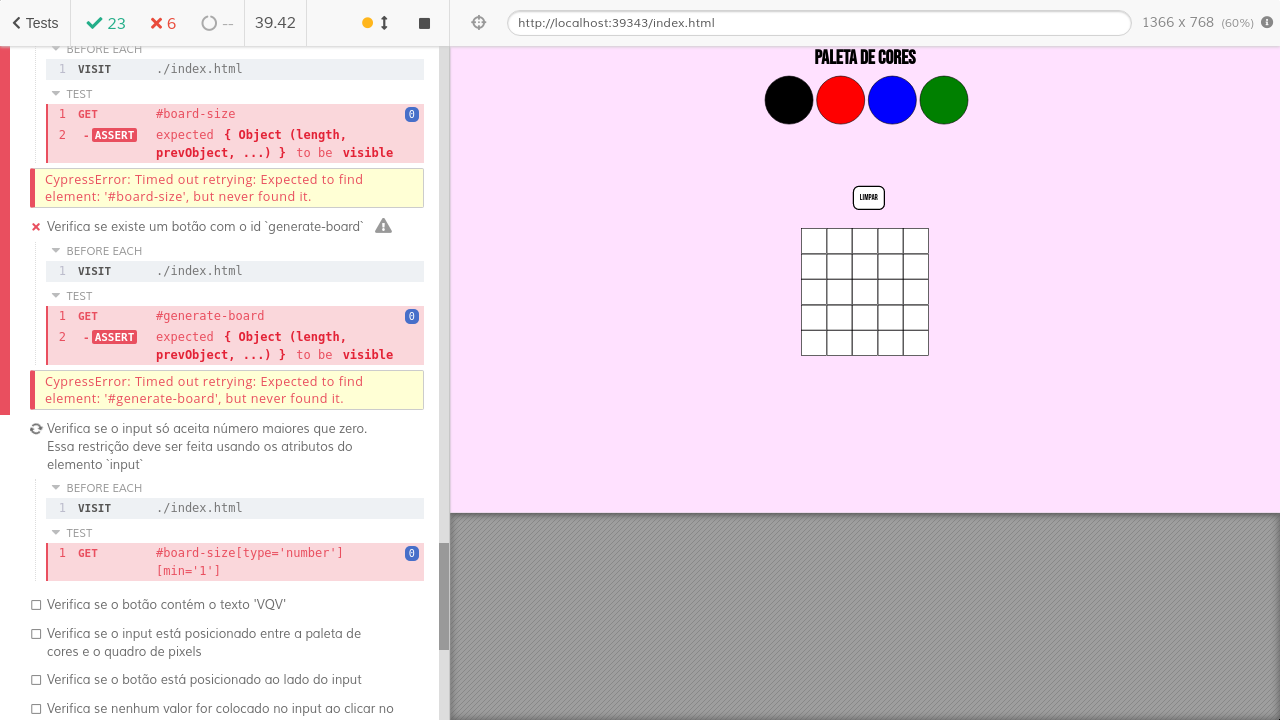 Tests
23
6
--
39.42
http://localhost:39343/index.html
1366 x 768 (60%)
BEFORE EACH
1 VISIT ./index.html
TEST
1 GET #board-size 0
2 - ASSERT expected { Object (length,
prevObject, ...) } to be visible
CypressError: Timed out retrying: Expected to find
element: '#board-size', but never found it.
Verifica se existe um botão com o id `generate-board`
BEFORE EACH
1 VISIT ./index.html
TEST
1 GET #generate-board 0
2 - ASSERT expected { Object (length,
prevObject, ...) } to be visible
CypressError: Timed out retrying: Expected to find
element: '#generate-board', but never found it.
Verifica se o input só aceita número maiores que zero.
Essa restrição deve ser feita usando os atributos do
elemento `input`
BEFORE EACH
1 VISIT ./index.html
TEST
1 GET #board-size[type='number'] 0
[min='1']
Verifica se o botão contém o texto 'VQV'
Verifica se o input está posicionado entre a paleta de
cores e o quadro de pixels
Verifica se o botão está posicionado ao lado do input
Verifica se nenhum valor for colocado no input ao clicar no
PALETA DE CORES
LIMPAR